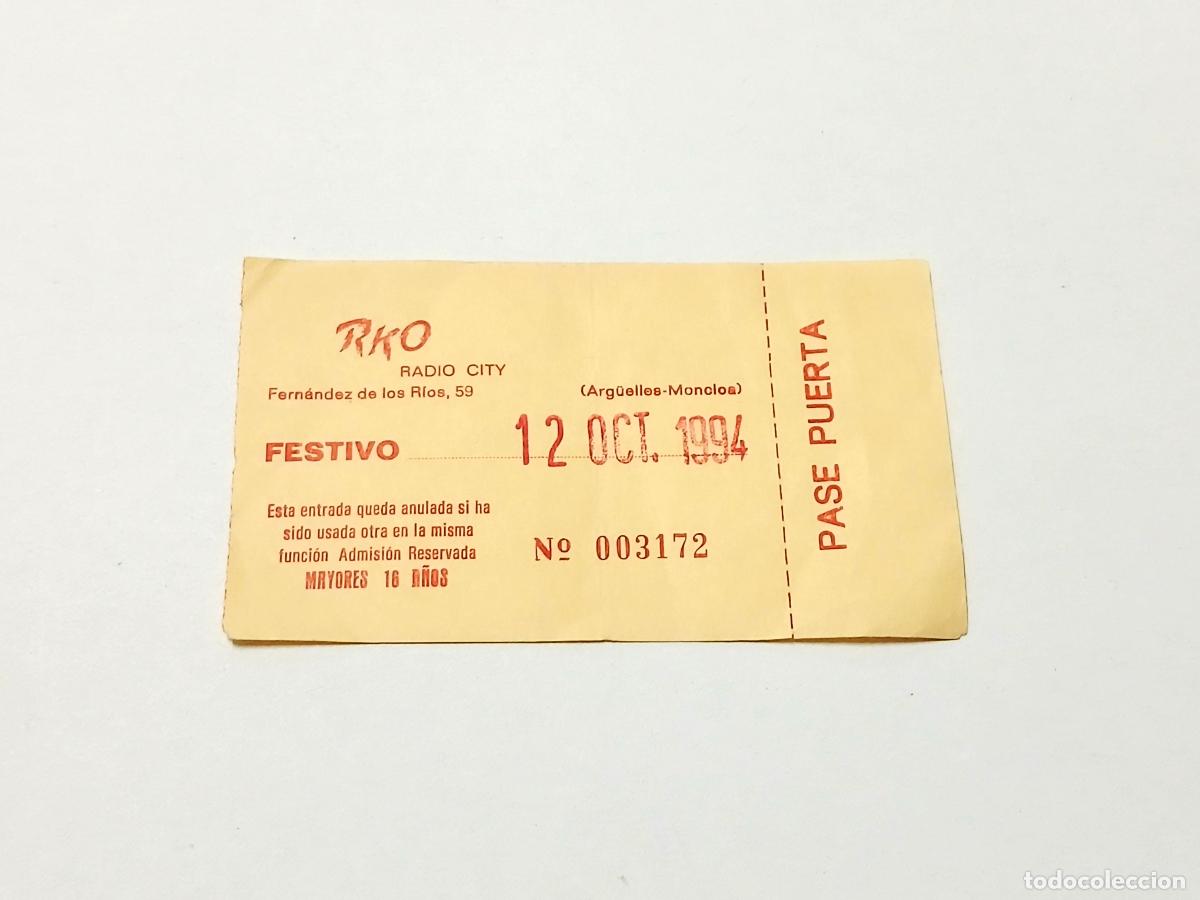 RKO
RADIO CITY
Fernández de los Ríos, 59 (Argüelles-Moncloa)
FESTIVO 12 OCT. 1994
Esta entrada queda anulada si ha
sido usada otra en la misma
función Admisión Reservada
MAYORES 16 AÑOS
Nº 003172
PASE PUERTA
todocoleccion